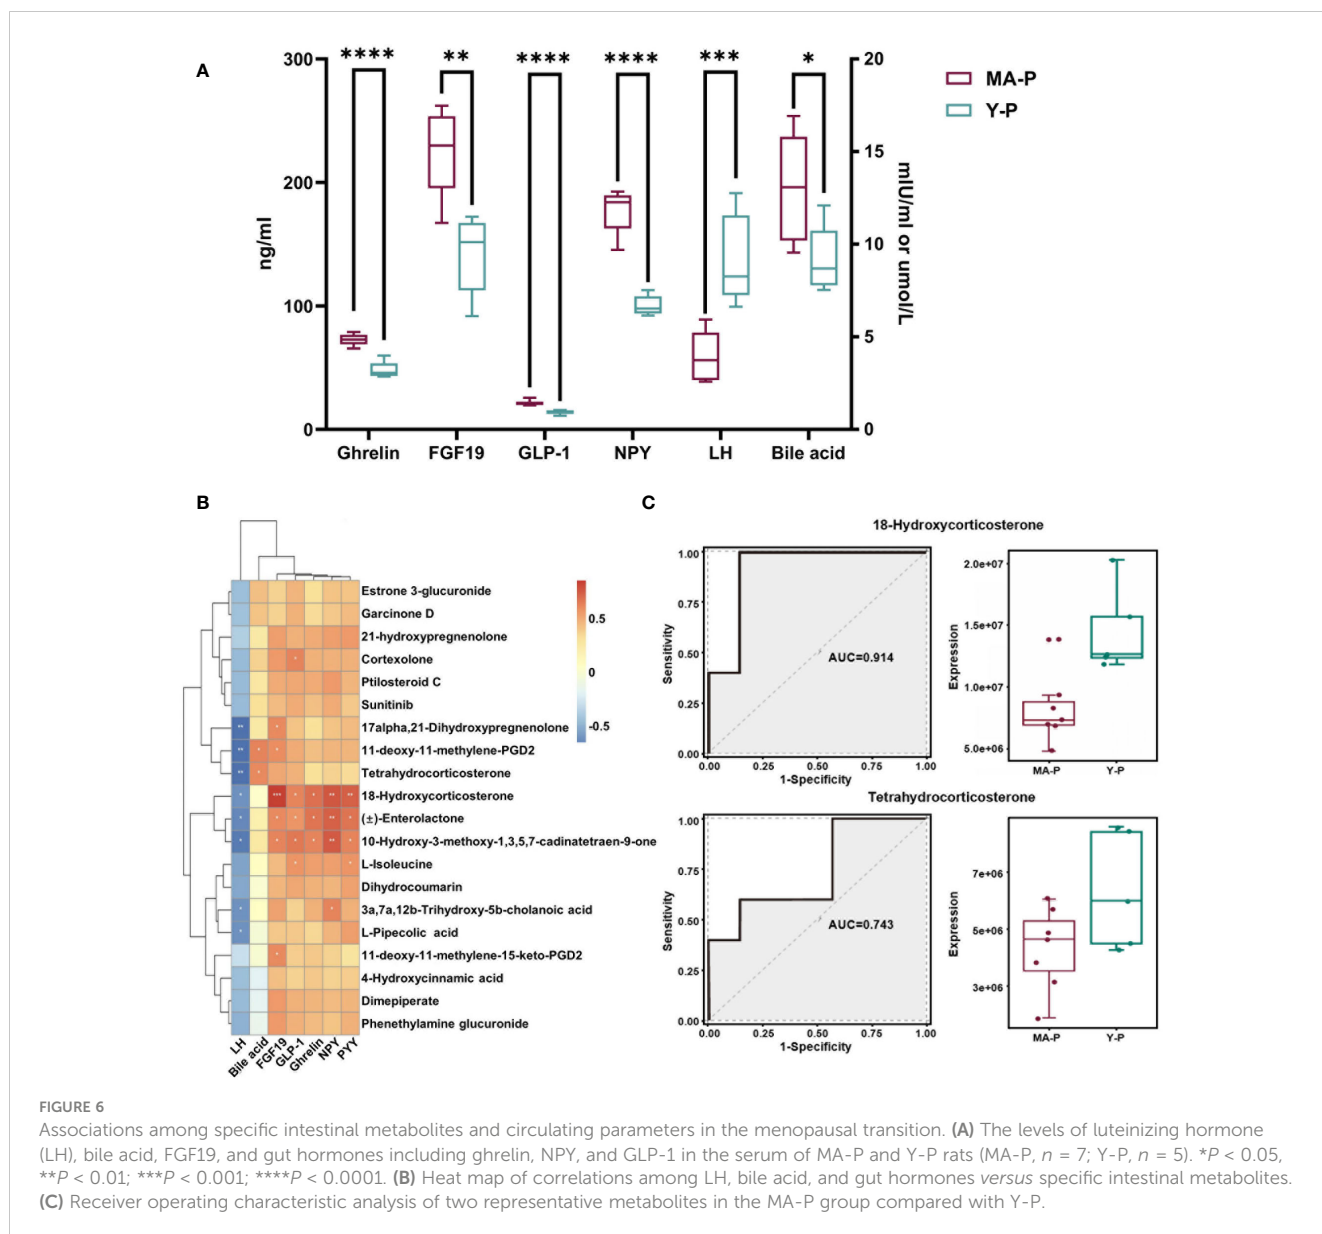 A
300
200
100
0
ng/ml
****
**
****
****
***
*
20
15
10
5
0
mIU/ml or umol/L
MA-P
Y-P
Ghrelin
FGF19
GLP-1
NPY
LH
Bile acid
B
Estrone 3-glucuronide
Garcinone D
21-hydroxypregnenolone
Cortexolone
Ptilosteroid C
Sunitinib
17alpha,21-Dihydroxypregnenolone
11-deoxy-11-methylene-PGD2
Tetrahydrocorticosterone
18-Hydroxycorticosterone
(±)-Enterolactone
10-Hydroxy-3-methoxy-1,3,5,7-cadinatetraen-9-one
L-Isoleucine
Dihydrocoumarin
3a,7a,12b-Trihydroxy-5b-cholanoic acid
L-Pipecolic acid
11-deoxy-11-methylene-15-keto-PGD2
4-Hydroxycinnamic acid
Dimepiperate
Phenethylamine glucuronide
LH
Bile acid
FGF19
GLP-1
Ghrelin
NPY
PYY
0.5
0
-0.5
C
18-Hydroxycorticosterone
1.00
0.75
0.50
0.25
0.00
Sensitivity
AUC=0.914
0.00 0.25 0.50 0.75 1.00
1-Specificity
2.0e+07
1.5e+07
1.0e+07
5.0e+06
Expression
MA-P
Y-P
Tetrahydrocorticosterone
1.00
0.75
0.50
0.25
0.00
Sensitivity
AUC=0.743
0.00 0.25 0.50 0.75 1.00
1-Specificity
7e+06
5e+06
3e+06
Expression
MA-P
Y-P
FIGURE 6
Associations among specific intestinal metabolites and circulating parameters in the menopausal transition. (A) The levels of luteinizing hormone
(LH), bile acid, FGF19, and gut hormones including ghrelin, NPY, and GLP-1 in the serum of MA-P and Y-P rats (MA-P, n = 7; Y-P, n = 5). *P < 0.05,
**P < 0.01; ***P < 0.001; ****P < 0.0001. (B) Heat map of correlations among LH, bile acid, and gut hormones versus specific intestinal metabolites.
(C) Receiver operating characteristic analysis of two representative metabolites in the MA-P group compared with Y-P.